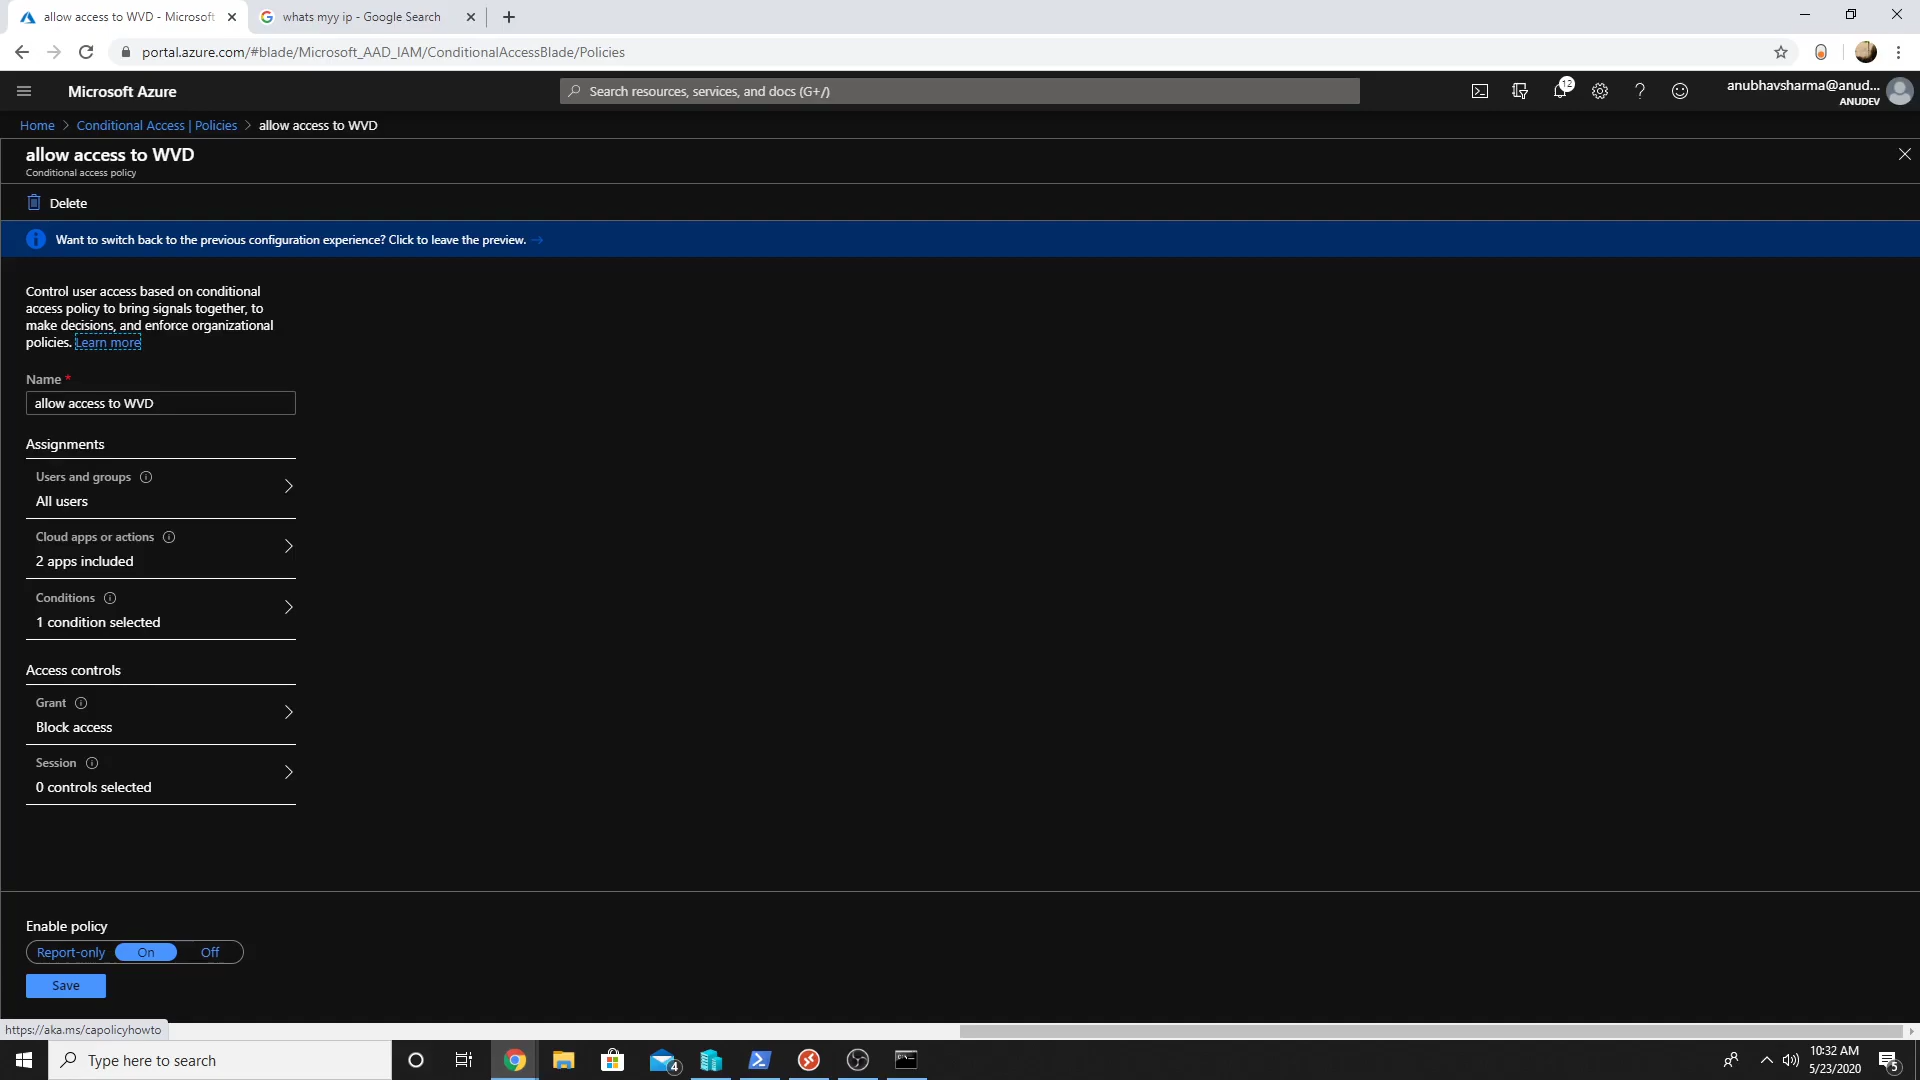 allow access to WVD - Microsoft
whats myy ip - Google Search
portal.azure.com/#blade/Microsoft_AAD_IAM/ConditionalAccessBlade/Policies
Microsoft Azure
Search resources, services, and docs (G+/)
12
anubhavsharma@anud...
ANUDEV
Home > Conditional Access | Policies > allow access to WVD
allow access to WVD
Conditional access policy
Delete
Want to switch back to the previous configuration experience? Click to leave the preview. →
Control user access based on conditional
access policy to bring signals together, to
make decisions, and enforce organizational
policies. Learn more
Name *
allow access to WVD
Assignments
Users and groups
All users
Cloud apps or actions
2 apps included
Conditions
1 condition selected
Access controls
Grant
Block access
Session
0 controls selected
Enable policy
Report-only On Off
Save
https://aka.ms/capolicyhowto
Type here to search
4
10:32 AM
5/23/2020
5